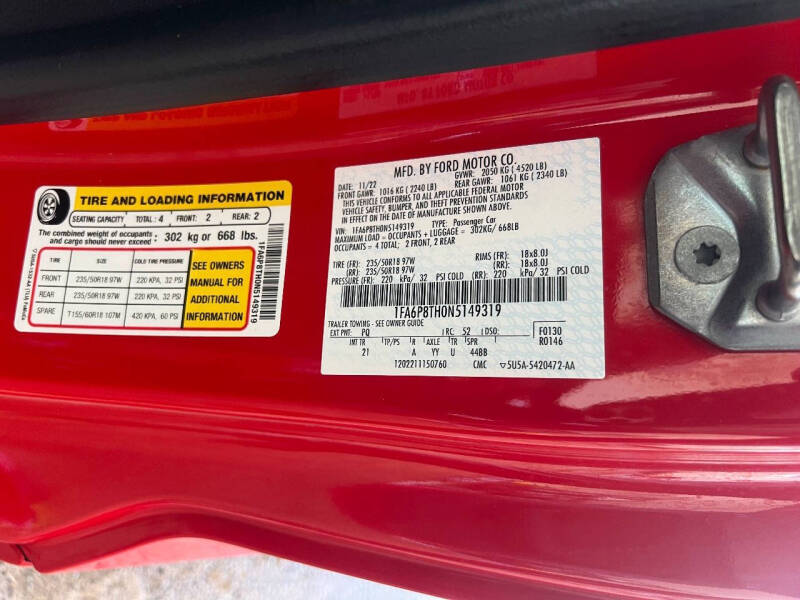 TIRE AND LOADING INFORMATION
SEATING CAPACITY TOTAL: 4 FRONT: 2 REAR: 2
The combined weight of occupants and cargo should never exceed : 302 kg or 668 lbs.
TIRE SIZE COLD TIRE PRESSURE
FRONT 235/50R18 97W 220 KPA, 32 PSI
REAR 235/50R18 97W 220 KPA, 32 PSI
SPARE T155/60R18 107M 420 KPA, 60 PSI
SEE OWNERS
MANUAL FOR
ADDITIONAL
INFORMATION
1FA6P8TH0N5149319
MFD. BY FORD MOTOR CO.
DATE: 11/22 GVWR: 2050 KG ( 4520 LB)
FRONT GAWR: 1016 KG ( 2240 LB) REAR GAWR: 1061 KG ( 2340 LB)
THIS VEHICLE CONFORMS TO ALL APPLICABLE FEDERAL MOTOR
VEHICLE SAFETY, BUMPER, AND THEFT PREVENTION STANDARDS
IN EFFECT ON THE DATE OF MANUFACTURE SHOWN ABOVE.
VIN: 1FA6P8TH0N5149319 TYPE: Passenger Car
MAXIMUM LOAD = OCCUPANTS + LUGGAGE = 302KG/ 668LB
OCCUPANTS = 4 TOTAL; 2 FRONT, 2 REAR
TIRE (FR): 235/50R18 97W RIMS (FR): 18x8.0J
(RR): 235/50R18 97W (RR): 18x8.0J
PRESSURE (FR): 220 kPa/ 32 PSI COLD (RR): 220 kPa/ 32 PSI COLD
1FA6P8TH0N5149319
TRAILER TOWING - SEE OWNER GUIDE
EXT PNT: PQ RC: 52 DSO: F0130
R0146
INT TR TP/PS R AXLE TR SPR
21 A YY U 44BB
1202211150760 CMC ▽5U5A-5420472-AA